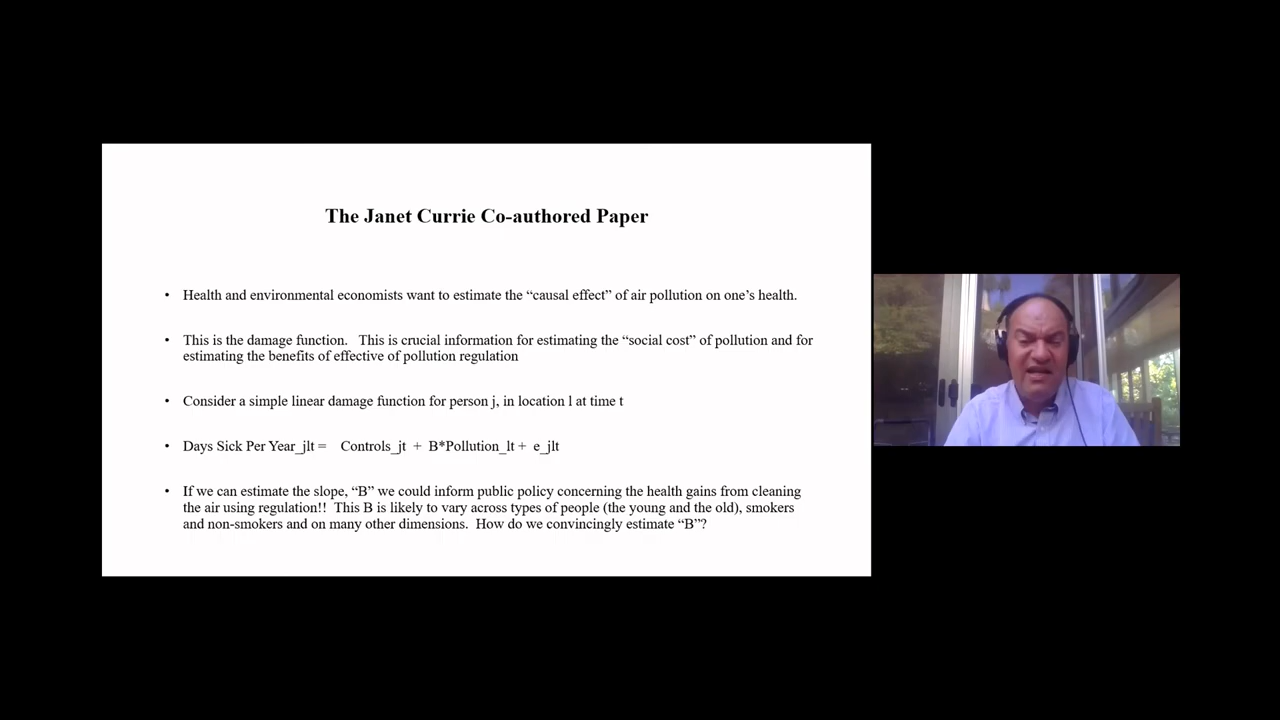 The Janet Currie Co-authored Paper
• Health and environmental economists want to estimate the “causal effect” of air pollution on one’s health.
• This is the damage function. This is crucial information for estimating the “social cost” of pollution and for
estimating the benefits of effective of pollution regulation
• Consider a simple linear damage function for person j, in location l at time t
• Days Sick Per Year_jlt = Controls_jt + B*Pollution_lt + e_jlt
• If we can estimate the slope, “B” we could inform public policy concerning the health gains from cleaning
the air using regulation!! This B is likely to vary across types of people (the young and the old), smokers
and non-smokers and on many other dimensions. How do we convincingly estimate “B”?